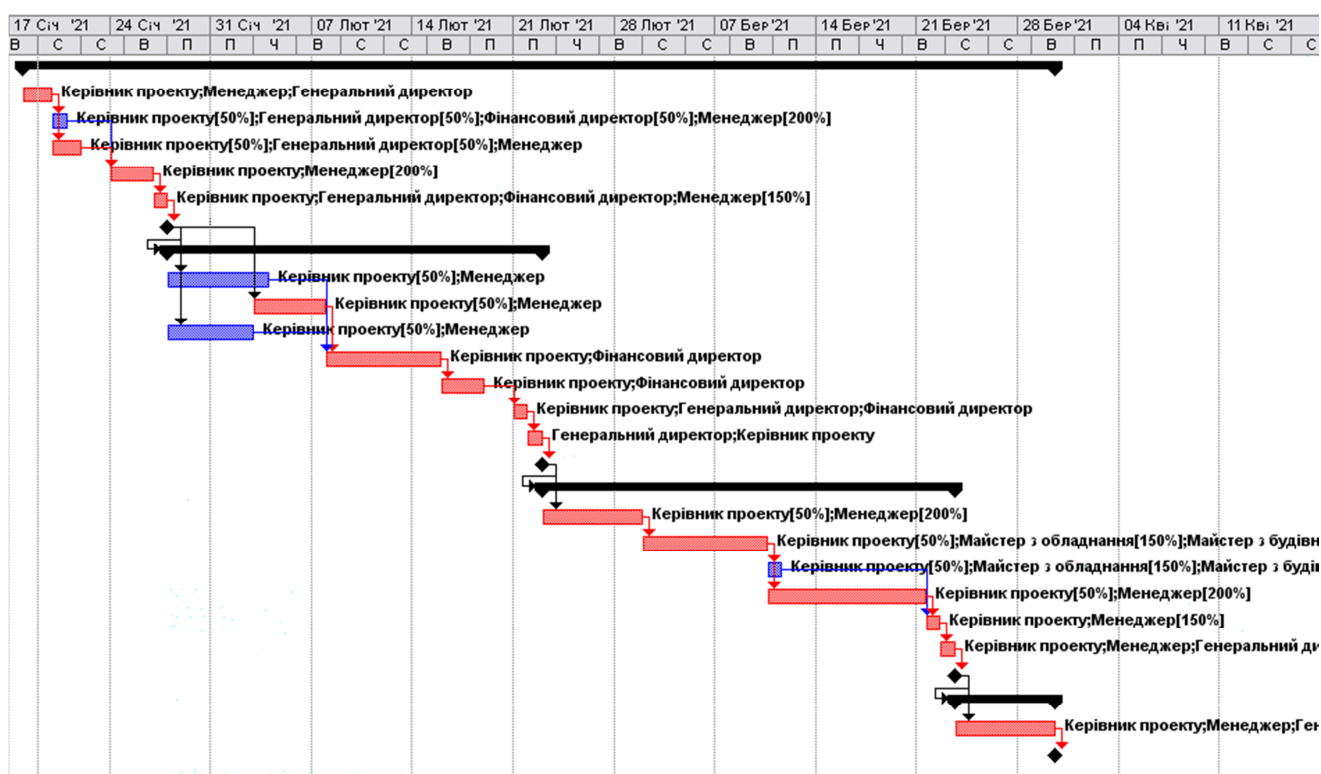 17 Січ '21 24 Січ '21 31 Січ '21 07 Лют '21 14 Лют '21 21 Лют '21 28 Лют '21 07 Бер '21 14 Бер '21 21 Бер '21 28 Бер '21 04 Кві '21 11 Кві '21
В С С В П П Ч В С С В П П Ч В С С В П П Ч В С С В П П Ч В С С
Керівник проекту;Менеджер;Генеральний директор
Керівник проекту[50%];Генеральний директор[50%];Фінансовий директор[50%];Менеджер[200%]
Керівник проекту[50%];Генеральний директор[50%];Менеджер
Керівник проекту;Менеджер[200%]
Керівник проекту;Генеральний директор;Фінансовий директор;Менеджер[150%]
Керівник проекту[50%];Менеджер
Керівник проекту[50%];Менеджер
Керівник проекту[50%];Менеджер
Керівник проекту;Фінансовий директор
Керівник проекту;Фінансовий директор
Керівник проекту;Генеральний директор;Фінансовий директор
Генеральний директор;Керівник проекту
Керівник проекту[50%];Менеджер[200%]
Керівник проекту[50%];Майстер з обладнання[150%];Майстер з будівн
Керівник проекту[50%];Майстер з обладнання[150%];Майстер з буді
Керівник проекту[50%];Менеджер[200%]
Керівник проекту;Менеджер[150%]
Керівник проекту;Менеджер;Генеральний ди
Керівник проекту;Менеджер;Ген